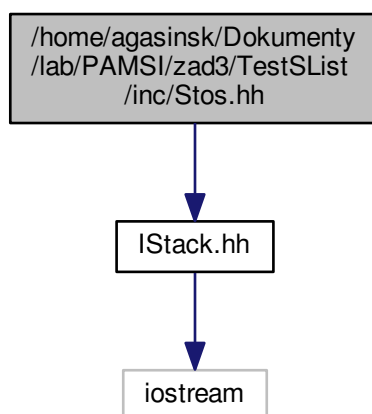 /home/agasinsk/Dokumenty
/lab/PAMSI/zad3/TestSList
/inc/Stos.hh
IStack.hh
iostream